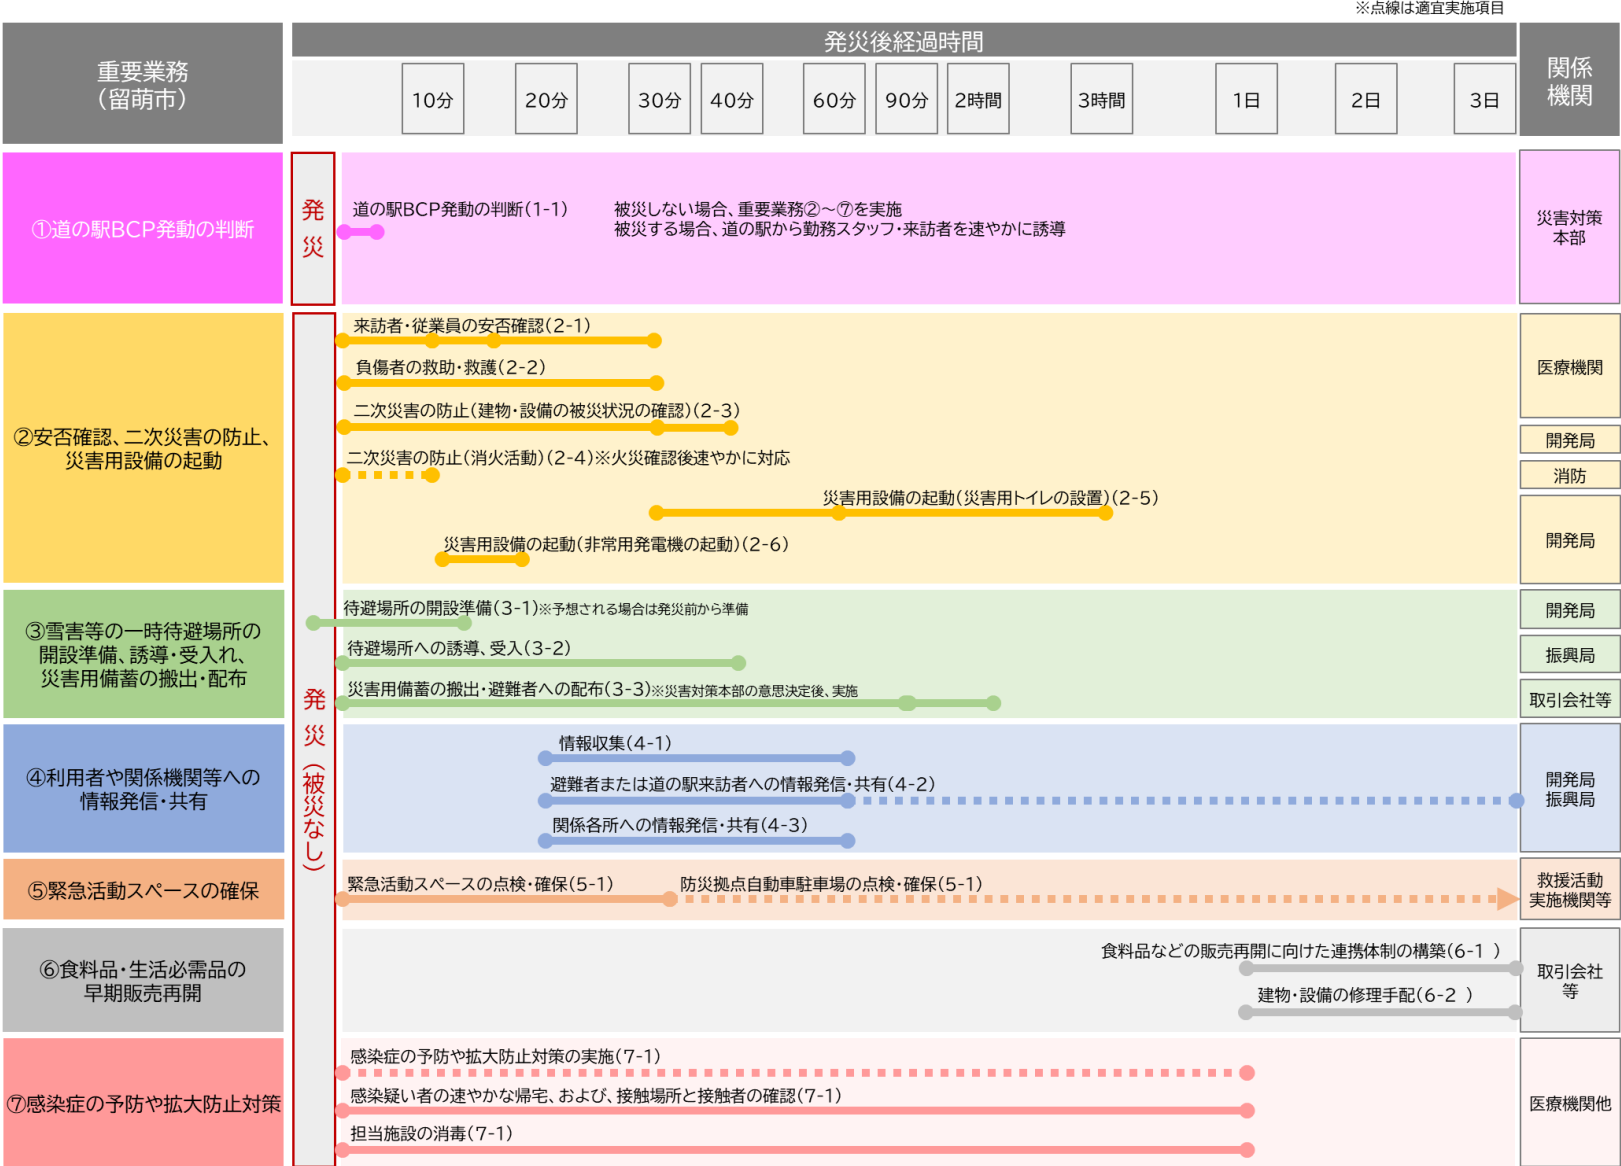 ※点線は適宜実施項目
重要業務
（留萌市）
発災後経過時間
関係
機関
10分
20分
30分
40分
60分
90分
2時間
3時間
1日
2日
3日
①道の駅BCP発動の判断
発災
道の駅BCP発動の判断（1-1）
被災しない場合、重要業務②～⑦を実施
被災する場合、道の駅から勤務スタッフ・来訪者を速やかに誘導
災害対策
本部
②安否確認、二次災害の防止、
災害用設備の起動
発災（被災なし）
来訪者・従業員の安否確認（2-1）
負傷者の救助・救護（2-2）
二次災害の防止（建物・設備の被災状況の確認）（2-3）
二次災害の防止（消火活動）（2-4）※火災確認後速やかに対応
災害用設備の起動（災害用トイレの設置）（2-5）
災害用設備の起動（非常用発電機の起動）（2-6）
医療機関
開発局
消防
開発局
③雪害等の一時待避場所の
開設準備、誘導・受入れ、
災害用備蓄の搬出・配布
待避場所の開設準備（3-1）※予想される場合は発災前から準備
待避場所への誘導、受入（3-2）
災害用備蓄の搬出・避難者への配布（3-3）※災害対策本部の意思決定後、実施
開発局
振興局
取引会社等
④利用者や関係機関等への
情報発信・共有
情報収集（4-1）
避難者または道の駅来訪者への情報発信・共有（4-2）
関係各所への情報発信・共有（4-3）
開発局
振興局
⑤緊急活動スペースの確保
緊急活動スペースの点検・確保（5-1）
防災拠点自動車駐車場の点検・確保（5-1）
救援活動
実施機関等
⑥食料品・生活必需品の
早期販売再開
食料品などの販売再開に向けた連携体制の構築（6-1 ）
建物・設備の修理手配（6-2 ）
取引会社
等
⑦感染症の予防や拡大防止対策
感染症の予防や拡大防止対策の実施（7-1）
感染疑い者の速やかな帰宅、および、接触場所と接触者の確認（7-1）
担当施設の消毒（7-1）
医療機関他